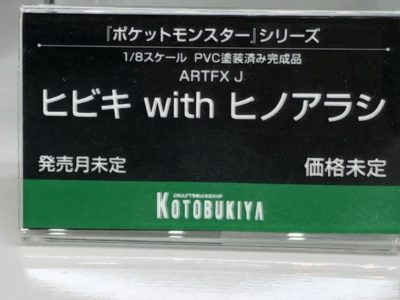 『ポケットモンスター』シリーズ
1/8スケール PVC塗装済み完成品
ARTFX J
ヒビキ with ヒノアラシ
発売月未定 価格未定
KOTOBUKIYA